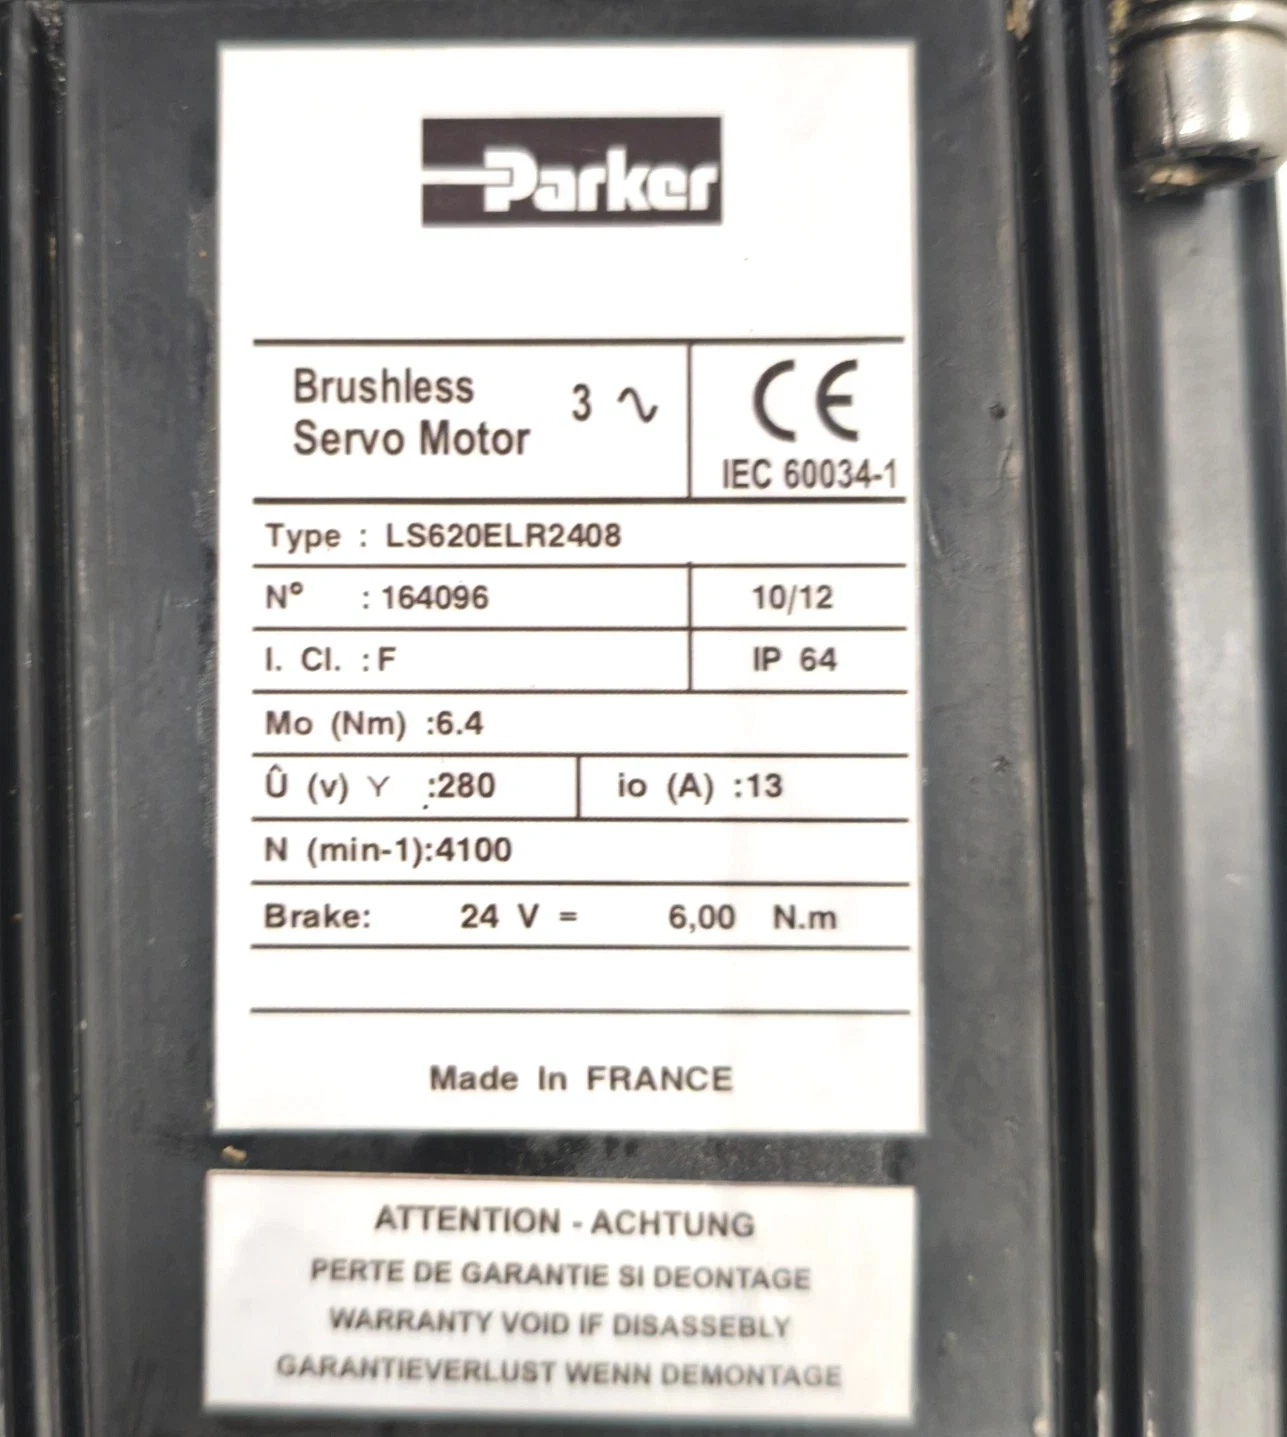 Parker
Brushless
Servo Motor
3 ∿
CE
IEC 60034-1
Type : LS620ELR2408
N° : 164096 10/12
I. Cl. : F IP 64
Mo (Nm) :6.4
Û (v) Y :280 io (A) :13
N (min-1):4100
Brake: 24 V = 6,00 N.m
Made In FRANCE
ATTENTION - ACHTUNG
PERTE DE GARANTIE SI DEONTAGE
WARRANTY VOID IF DISASSEBLY
GARANTIEVERLUST WENN DEMONTAGE